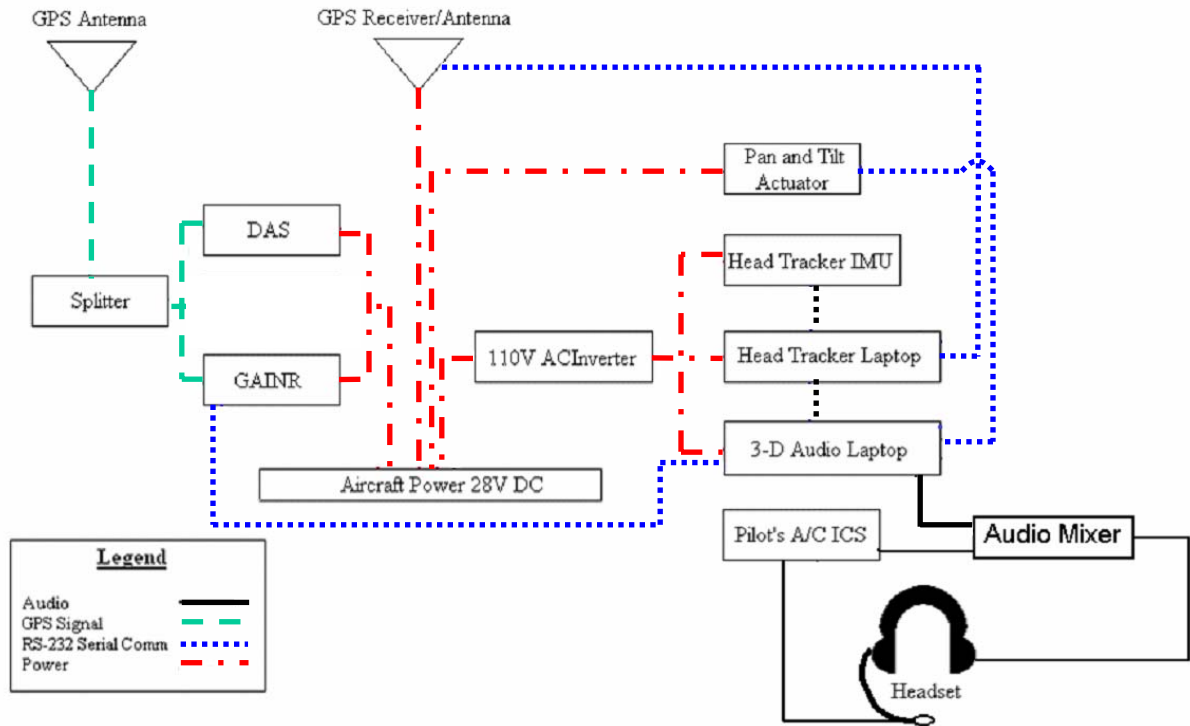 GPS Antenna
GPS Receiver/Antenna
Pan and Tilt
Actuator
DAS
Head Tracker IMU
Splitter
110V ACInverter
Head Tracker Laptop
GAINR
3-D Audio Laptop
Aircraft Power 28V DC
Pilot's A/C ICS
Audio Mixer
Legend
Audio
GPS Signal
RS-232 Serial Comm
Power
Headset